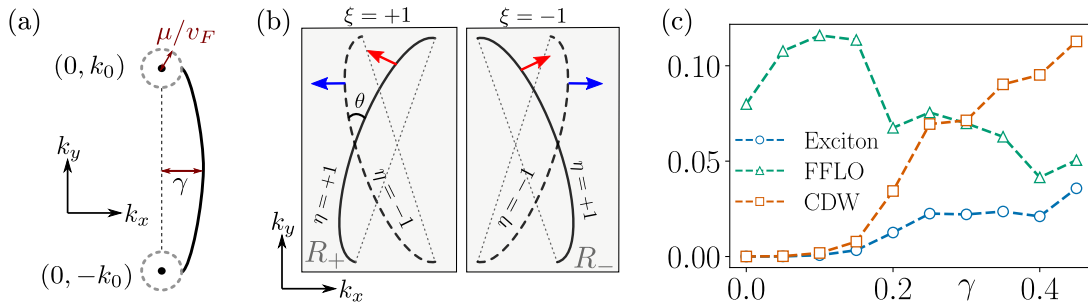 (a)
μ/v_F
(0, k_0)
k_y
γ
k_x
(0, −k_0)
(b)
ξ = +1
ξ = −1
θ
η = +1
η = −1
η = −1
η = +1
k_y
R_+
R_−
k_x
(c)
0.10
0.05
0.00
Exciton
FFLO
CDW
0.0
0.2
γ
0.4